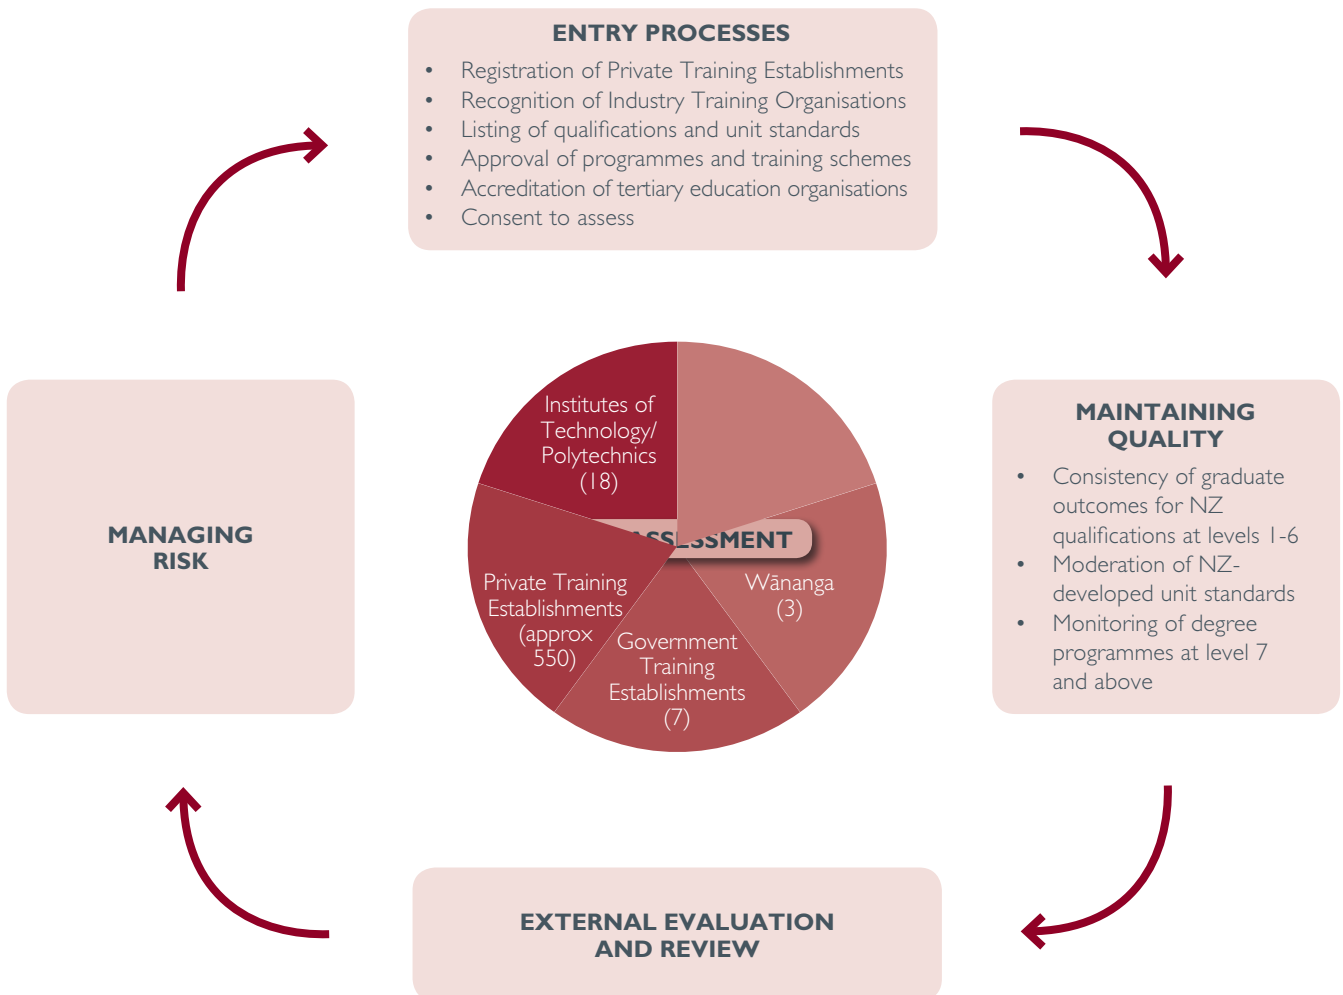 ENTRY PROCESSES
• Registration of Private Training Establishments
• Recognition of Industry Training Organisations
• Listing of qualifications and unit standards
• Approval of programmes and training schemes
• Accreditation of tertiary education organisations
• Consent to assess
MANAGING
RISK
Institutes of
Technology/
Polytechnics
(18)
Private Training
Establishments
(approx
550)
Government
Training
Establishments
(7)
Wānanga
(3)
MAINTAINING
QUALITY
• Consistency of graduate
outcomes for NZ
qualifications at levels 1-6
• Moderation of NZ-
developed unit standards
• Monitoring of degree
programmes at level 7
and above
EXTERNAL EVALUATION
AND REVIEW